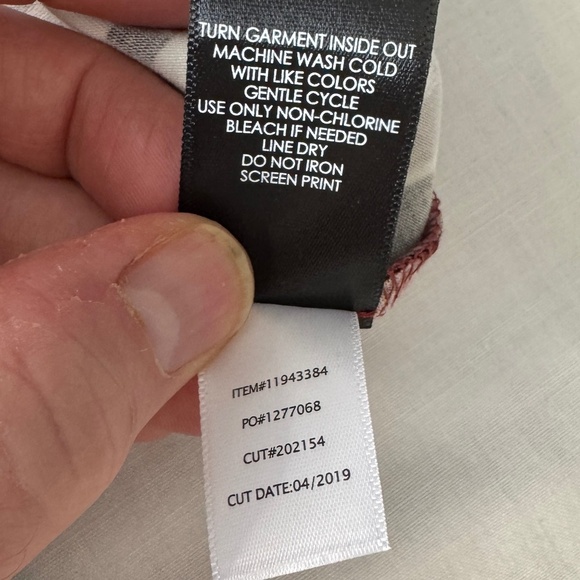 TURN GARMENT INSIDE OUT
MACHINE WASH COLD
WITH LIKE COLORS
GENTLE CYCLE
USE ONLY NON-CHLORINE
BLEACH IF NEEDED
LINE DRY
DO NOT IRON
SCREEN PRINT
ITEM#11943384
PO#1277068
CUT#202154
CUT DATE:04/2019